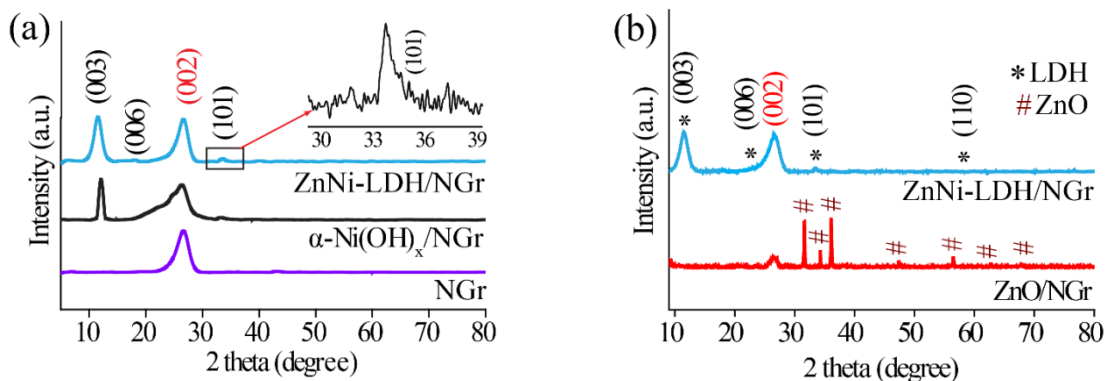 (a)
Intensity (a.u.)
(003)
(006)
(002)
(101)
(101)
30 33 36 39
ZnNi-LDH/NGr
α-Ni(OH)ₓ/NGr
NGr
10 20 30 40 50 60 70 80
2 theta (degree)
(b)
Intensity (a.u.)
(003)
(006)
(002)
(101)
(110)
* LDH
# ZnO
* * * *
ZnNi-LDH/NGr
# # # # # # #
ZnO/NGr
10 20 30 40 50 60 70 80
2 theta (degree)